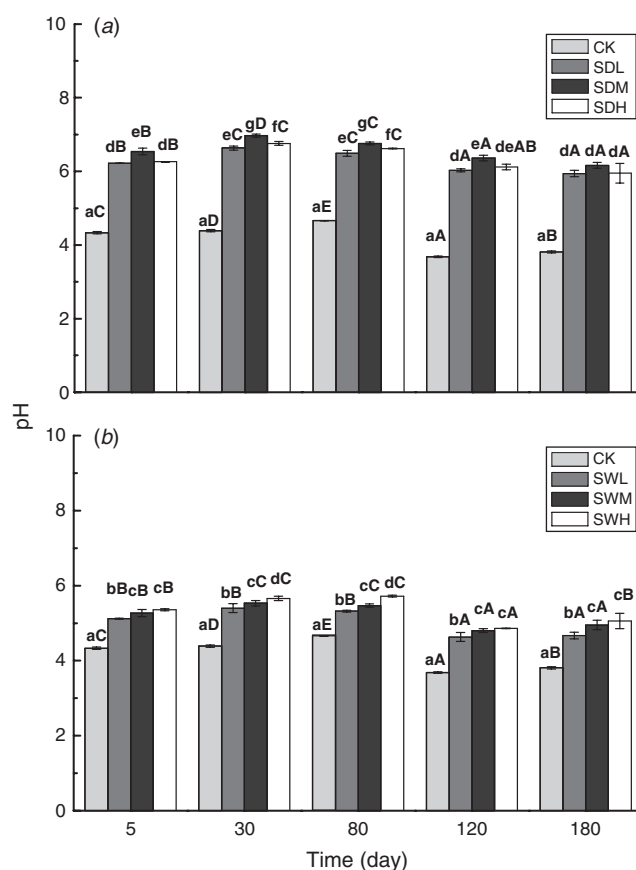 10
(a)
CK
SDL
SDM
SDH
8
eB
dB
dB
gD
eC
fC
gC
eC
fC
eA
dA
deAB
dA
dA
dA
6
aC
aD
aE
aA
aB
4
2
0
pH
10
(b)
CK
SWL
SWM
SWH
8
6
bB
cB
cB
bB
cC
dC
bB
cC
dC
bA
cA
cA
bA
cA
cB
aC
aD
aE
aA
aB
4
2
0
5
30
80
120
180
Time (day)